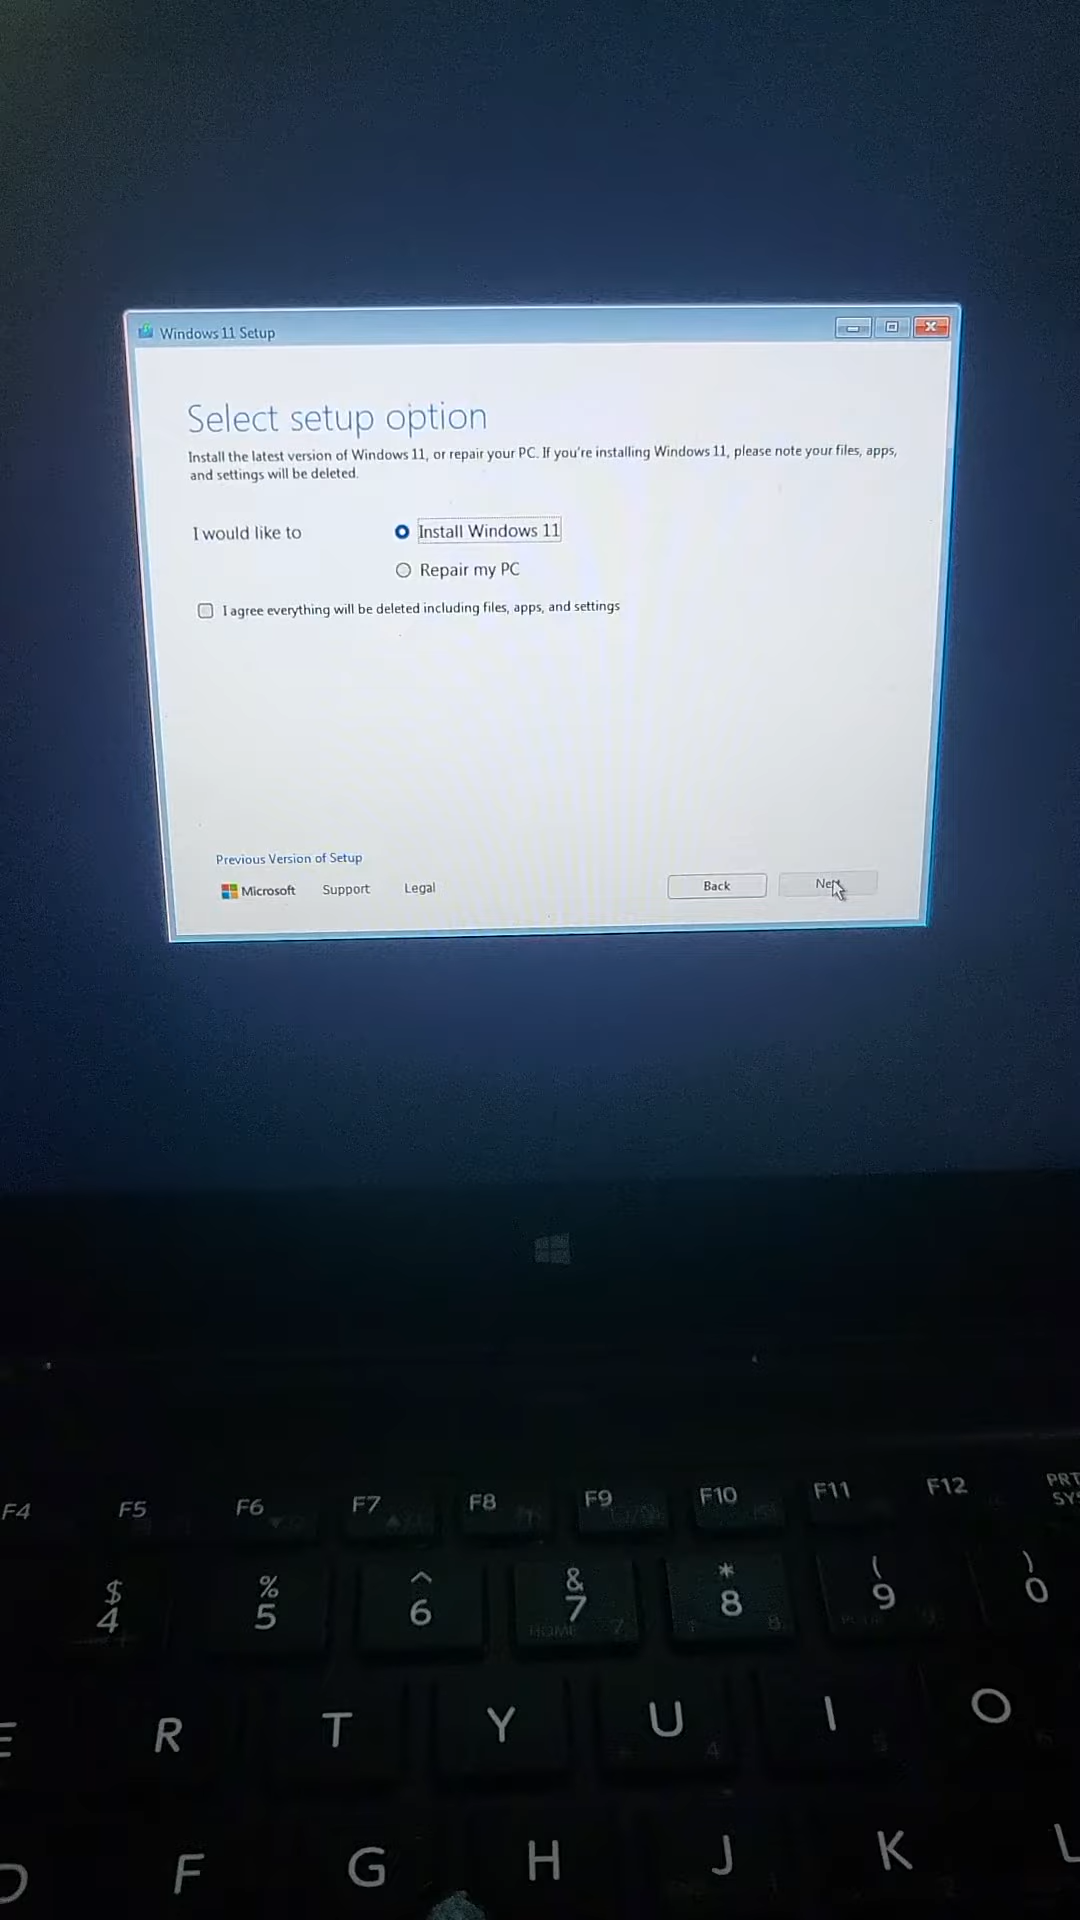 Windows 11 Setup
Select setup option
Install the latest version of Windows 11, or repair your PC. If you're installing Windows 11, please note your files, apps,
and settings will be deleted.
I would like to
Install Windows 11
Repair my PC
I agree everything will be deleted including files, apps, and settings
Previous Version of Setup
Microsoft Support Legal
Back
F4 F5 F6 F7 F8 F9 F10 F11 F12
$ % ^ & * ( )
4 5 6 7 8 9 0
HOME 7 8
R T Y U I O
4
F G H J K L